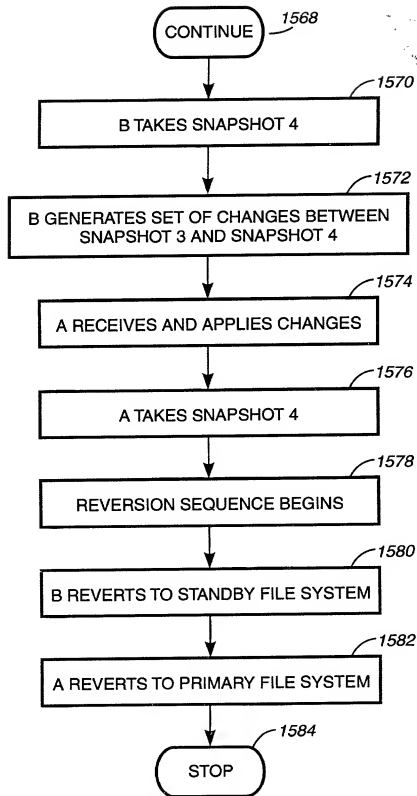 CONTINUE
1568
1570
B TAKES SNAPSHOT 4
1572
B GENERATES SET OF CHANGES BETWEEN
SNAPSHOT 3 AND SNAPSHOT 4
1574
A RECEIVES AND APPLIES CHANGES
1576
A TAKES SNAPSHOT 4
1578
REVERSION SEQUENCE BEGINS
1580
B REVERTS TO STANDBY FILE SYSTEM
1582
A REVERTS TO PRIMARY FILE SYSTEM
1584
STOP